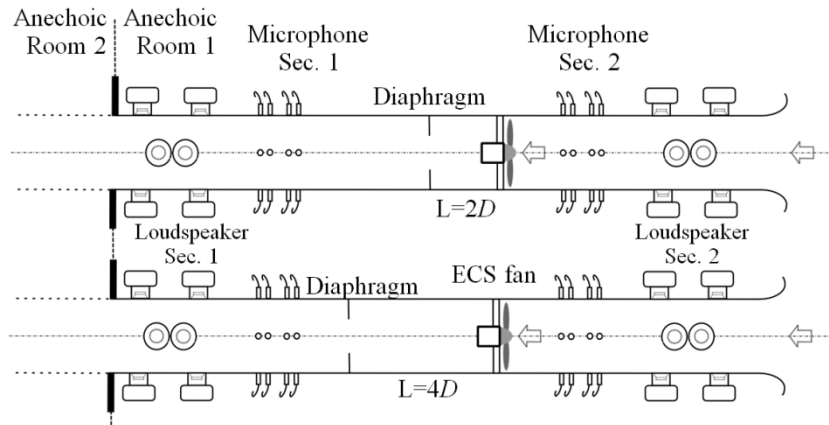 Anechoic
Room 2
Anechoic
Room 1
Microphone
Sec. 1
Microphone
Sec. 2
Diaphragm
L=2D
Loudspeaker
Sec. 1
Loudspeaker
Sec. 2
Diaphragm
ECS fan
L=4D